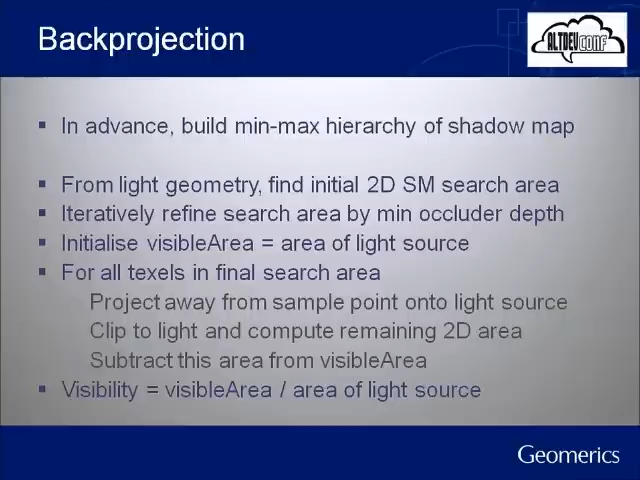 Backprojection
ALTDEVCONF
▪ In advance, build min-max hierarchy of shadow map
▪ From light geometry, find initial 2D SM search area
▪ Iteratively refine search area by min occluder depth
▪ Initialise visibleArea = area of light source
▪ For all texels in final search area
Project away from sample point onto light source
Clip to light and compute remaining 2D area
Subtract this area from visibleArea
▪ Visibility = visibleArea / area of light source
Geomerics